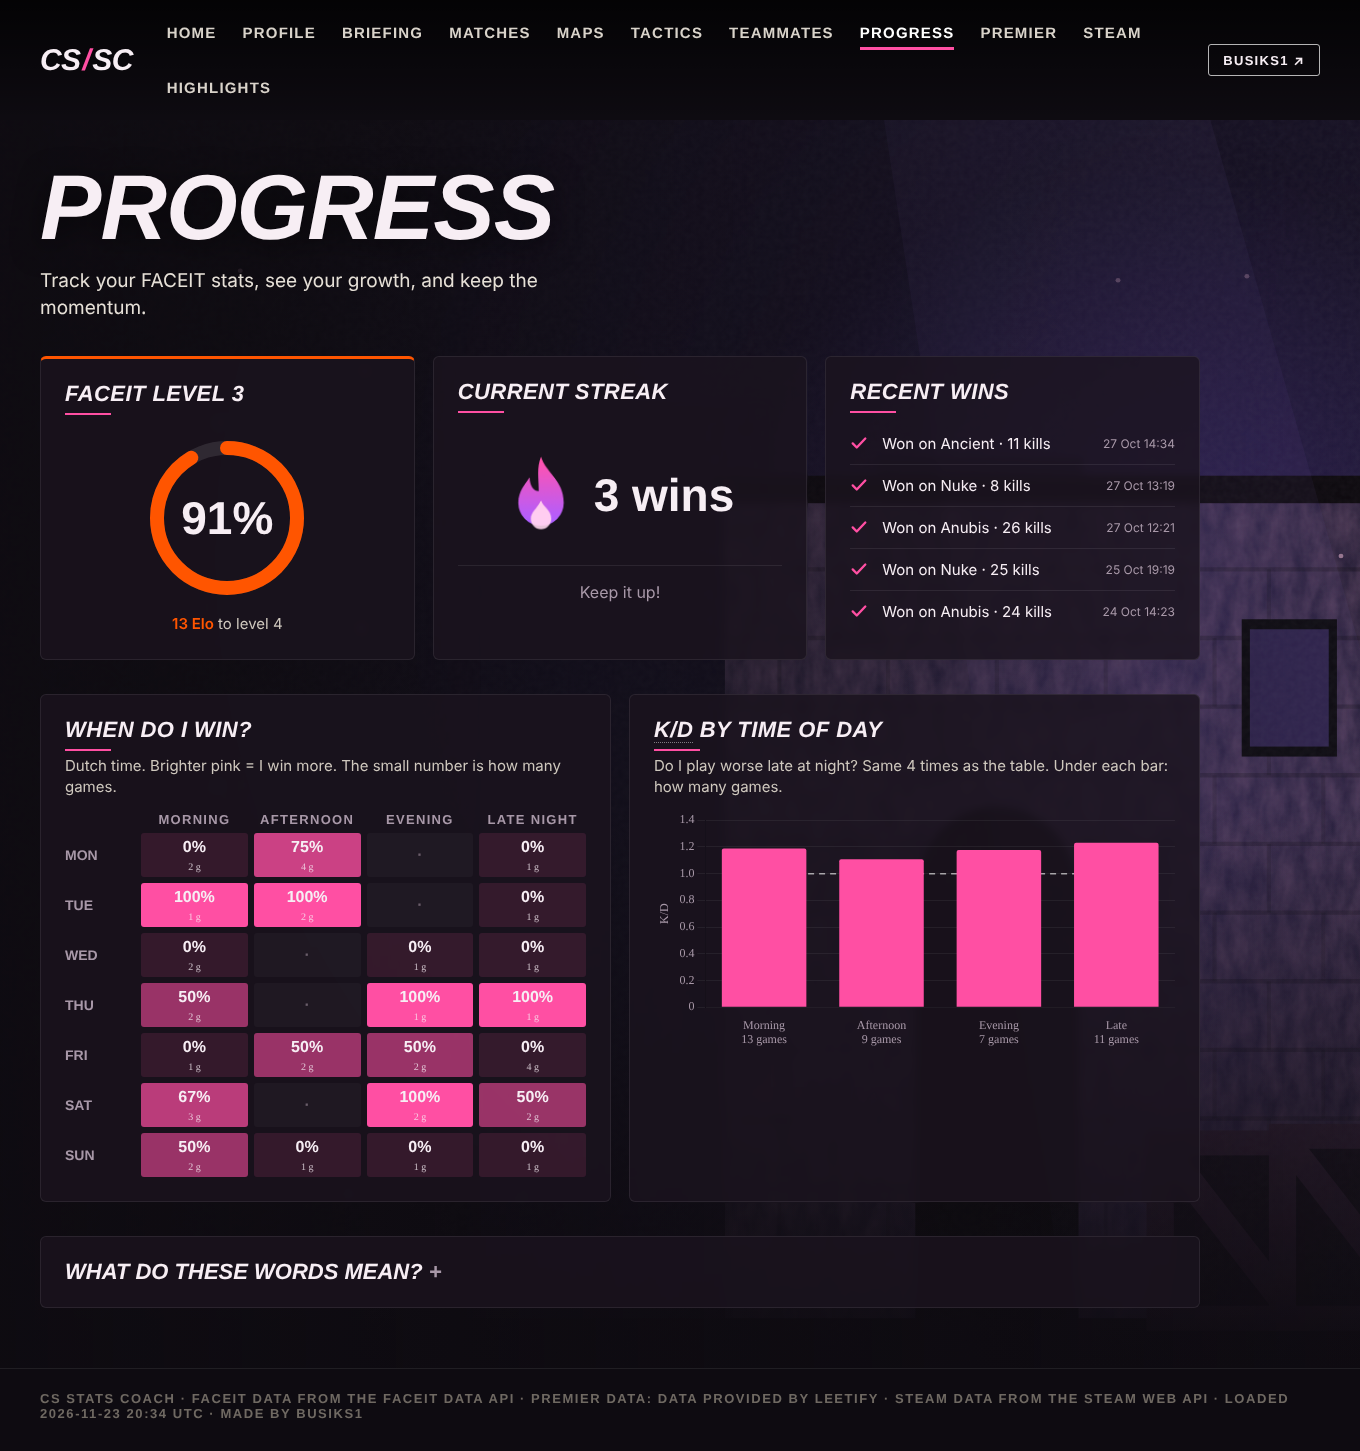 CS/SC
HOME PROFILE BRIEFING MATCHES MAPS TACTICS TEAMMATES PROGRESS PREMIER STEAM
HIGHLIGHTS
BUSIKS1 ↗
PROGRESS
Track your FACEIT stats, see your growth, and keep the
momentum.
FACEIT LEVEL 3
91%
13 Elo to level 4
CURRENT STREAK
3 wins
Keep it up!
RECENT WINS
Won on Ancient · 11 kills 27 Oct 14:34
Won on Nuke · 8 kills 27 Oct 13:19
Won on Anubis · 26 kills 27 Oct 12:21
Won on Nuke · 25 kills 25 Oct 19:19
Won on Anubis · 24 kills 24 Oct 14:23
WHEN DO I WIN?
Dutch time. Brighter pink = I win more. The small number is how many
games.
MORNING AFTERNOON EVENING LATE NIGHT
MON 0% 75% · 0%
2 g 4 g 1 g
TUE 100% 100% · 0%
1 g 2 g 1 g
WED 0% · 0% 0%
2 g 1 g 1 g
THU 50% · 100% 100%
2 g 1 g 1 g
FRI 0% 50% 50% 0%
1 g 2 g 2 g 4 g
SAT 67% · 100% 50%
3 g 2 g 2 g
SUN 50% 0% 0% 0%
2 g 1 g 1 g 1 g
K/D BY TIME OF DAY
Do I play worse late at night? Same 4 times as the table. Under each bar:
how many games.
1.4
1.2
1.0
0.8
0.6
0.4
0.2
0
K/D
Morning Afternoon Evening Late
13 games 9 games 7 games 11 games
WHAT DO THESE WORDS MEAN? +
CS STATS COACH · FACEIT DATA FROM THE FACEIT DATA API · PREMIER DATA: DATA PROVIDED BY LEETIFY · STEAM DATA FROM THE STEAM WEB API · LOADED
2026-11-23 20:34 UTC · MADE BY BUSIKS1